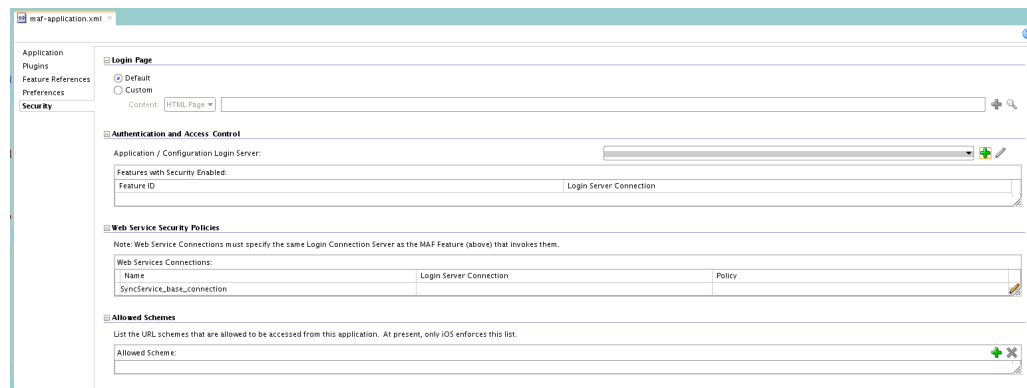 maf-application.xml
Application
Plugins
Feature References
Preferences
Security
Login Page
Default
Custom
Content: HTML Page
Authentication and Access Control
Application / Configuration Login Server:
Features with Security Enabled:
Feature ID Login Server Connection
Web Service Security Policies
Note: Web Service Connections must specify the same Login Connection Server as the MAF Feature (above) that invokes them.
Web Services Connections:
Name Login Server Connection Policy
SyncService_base_connection
Allowed Schemes
List the URL schemes that are allowed to be accessed from this application. At present, only iOS enforces this list.
Allowed Scheme: